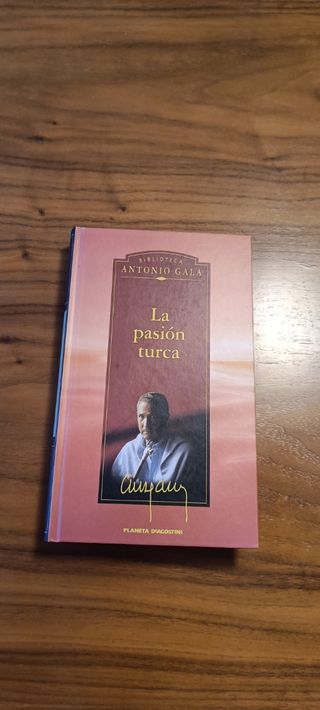 BIBLIOTECA
ANTONIO GALA
La
pasión
turca
PLANETA DEAGOSTINI